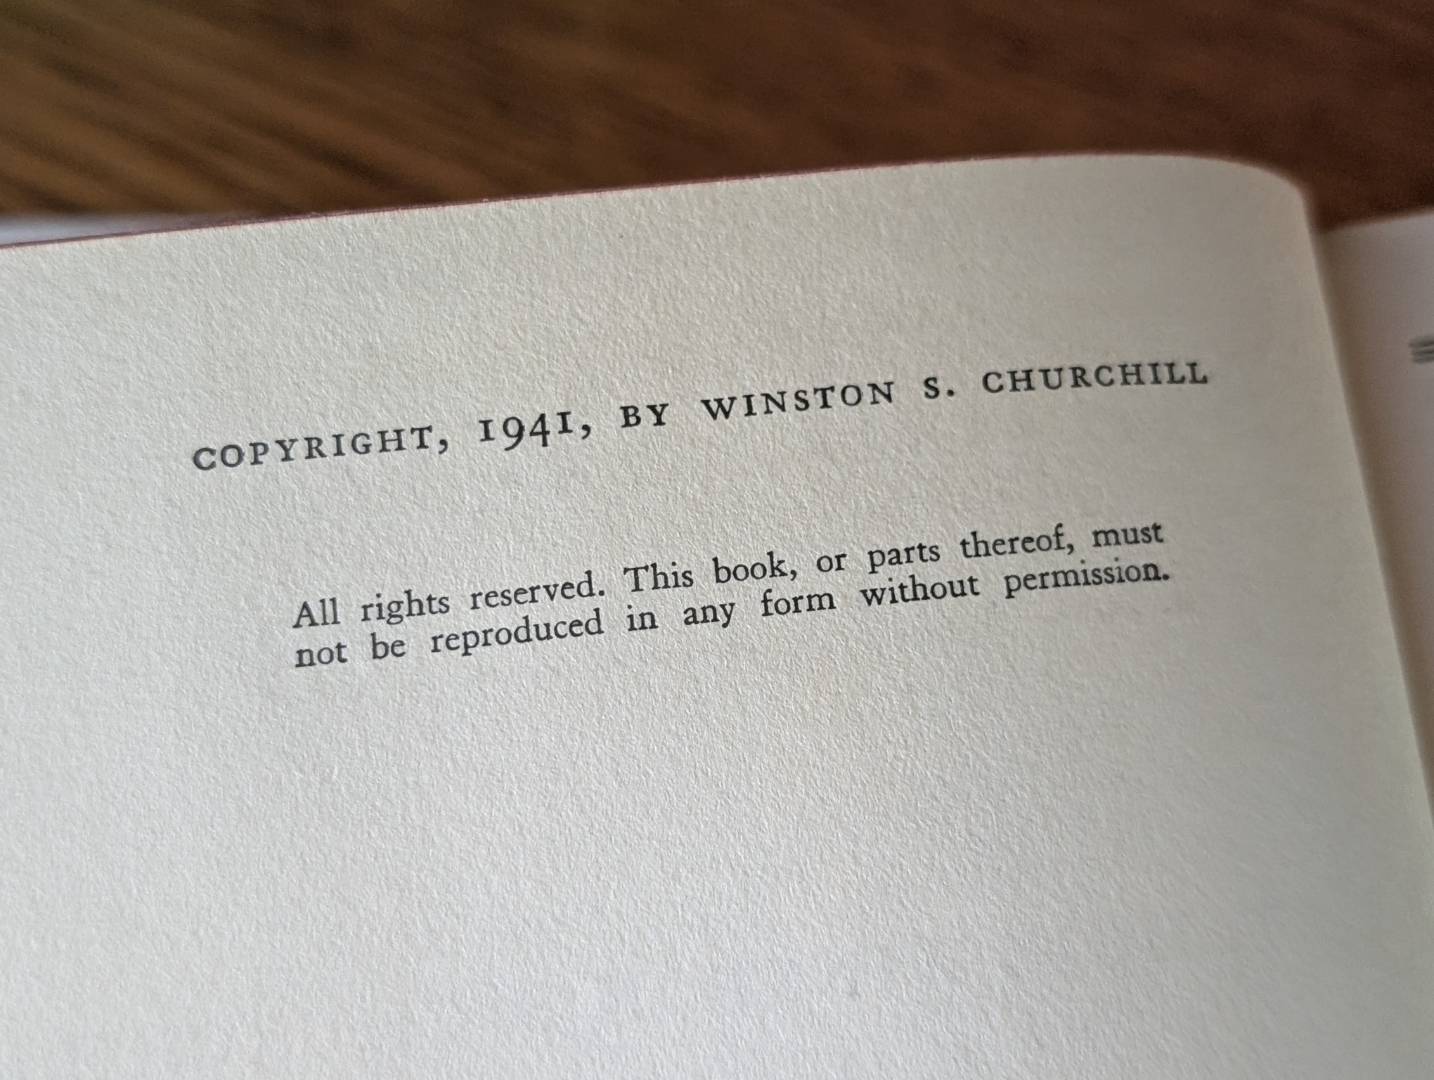 COPYRIGHT, 1941, BY WINSTON S. CHURCHILL
All rights reserved. This book, or parts thereof, must
not be reproduced in any form without permission.